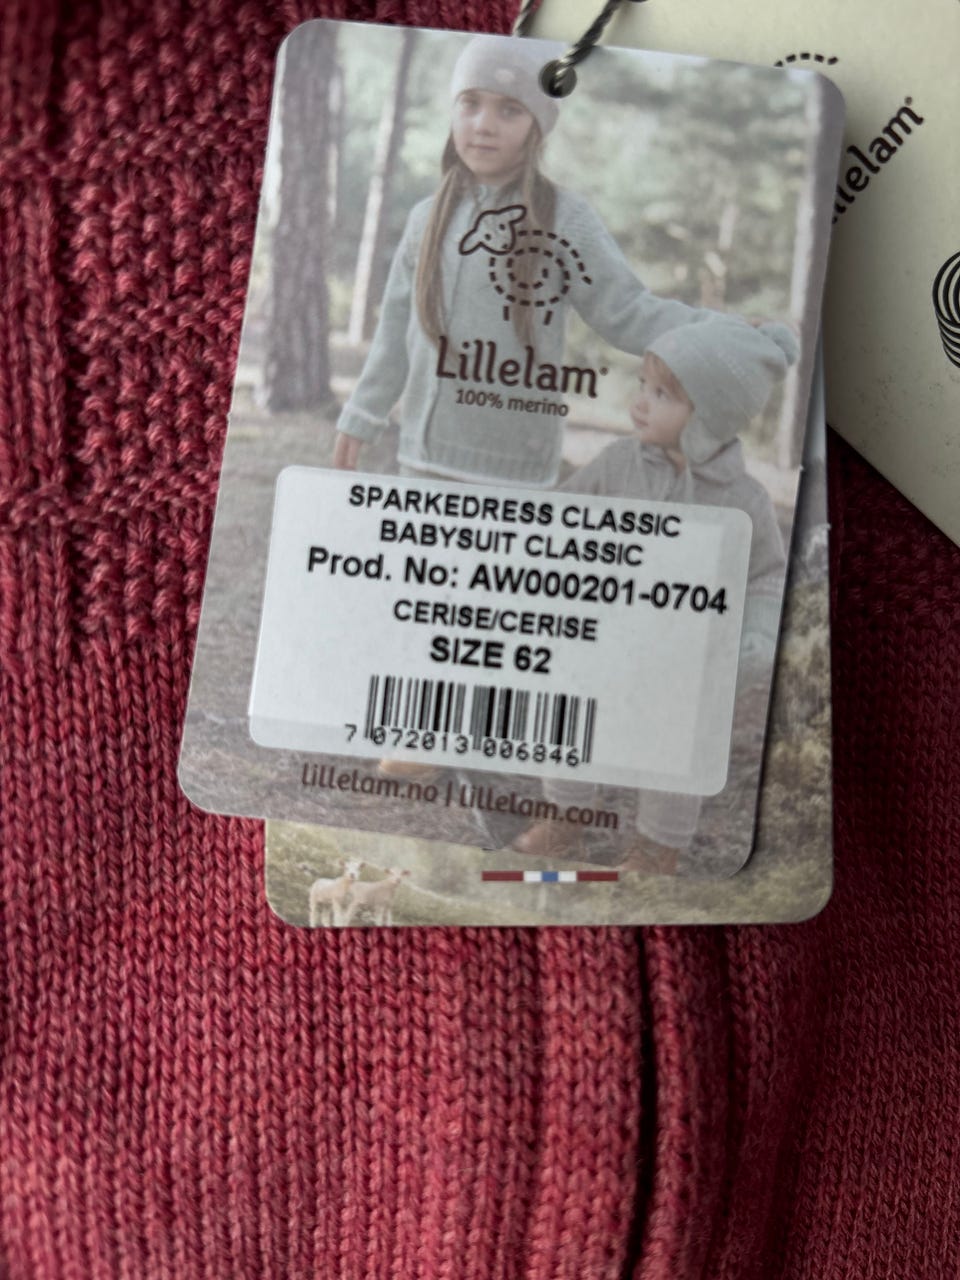 Lillelam®
100% merino
SPARKEDRESS CLASSIC
BABYSUIT CLASSIC
Prod. No: AW000201-0704
CERISE/CERISE
SIZE 62
7 072013 006846
lillelam.no | lillelam.com
llelam®